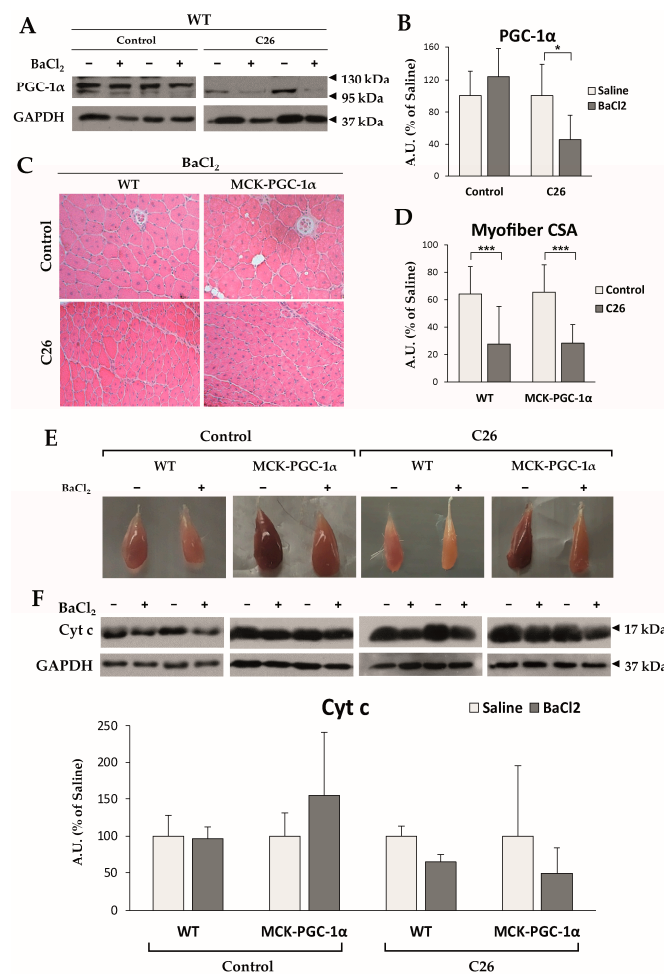 A
WT
Control C26
BaCl2 – + – + – + – +
PGC-1α
130 kDa
95 kDa
GAPDH
37 kDa
B
PGC-1α
A.U. (% of Saline)
160
120
80
40
0
*
Saline
BaCl2
Control C26
C
BaCl2
WT MCK-PGC-1α
Control
C26
D
Myofiber CSA
A.U. (% of Saline)
100
80
60
40
20
0
*** ***
Control
C26
WT MCK-PGC-1α
E
Control C26
WT MCK-PGC-1α WT MCK-PGC-1α
BaCl2 – + – + – + – +
F
BaCl2 – + – + – + – + – + – + – + – +
Cyt c
17 kDa
GAPDH
37 kDa
Cyt c
Saline BaCl2
A.U. (% of Saline)
250
200
150
100
50
0
WT MCK-PGC-1α WT MCK-PGC-1α
Control C26